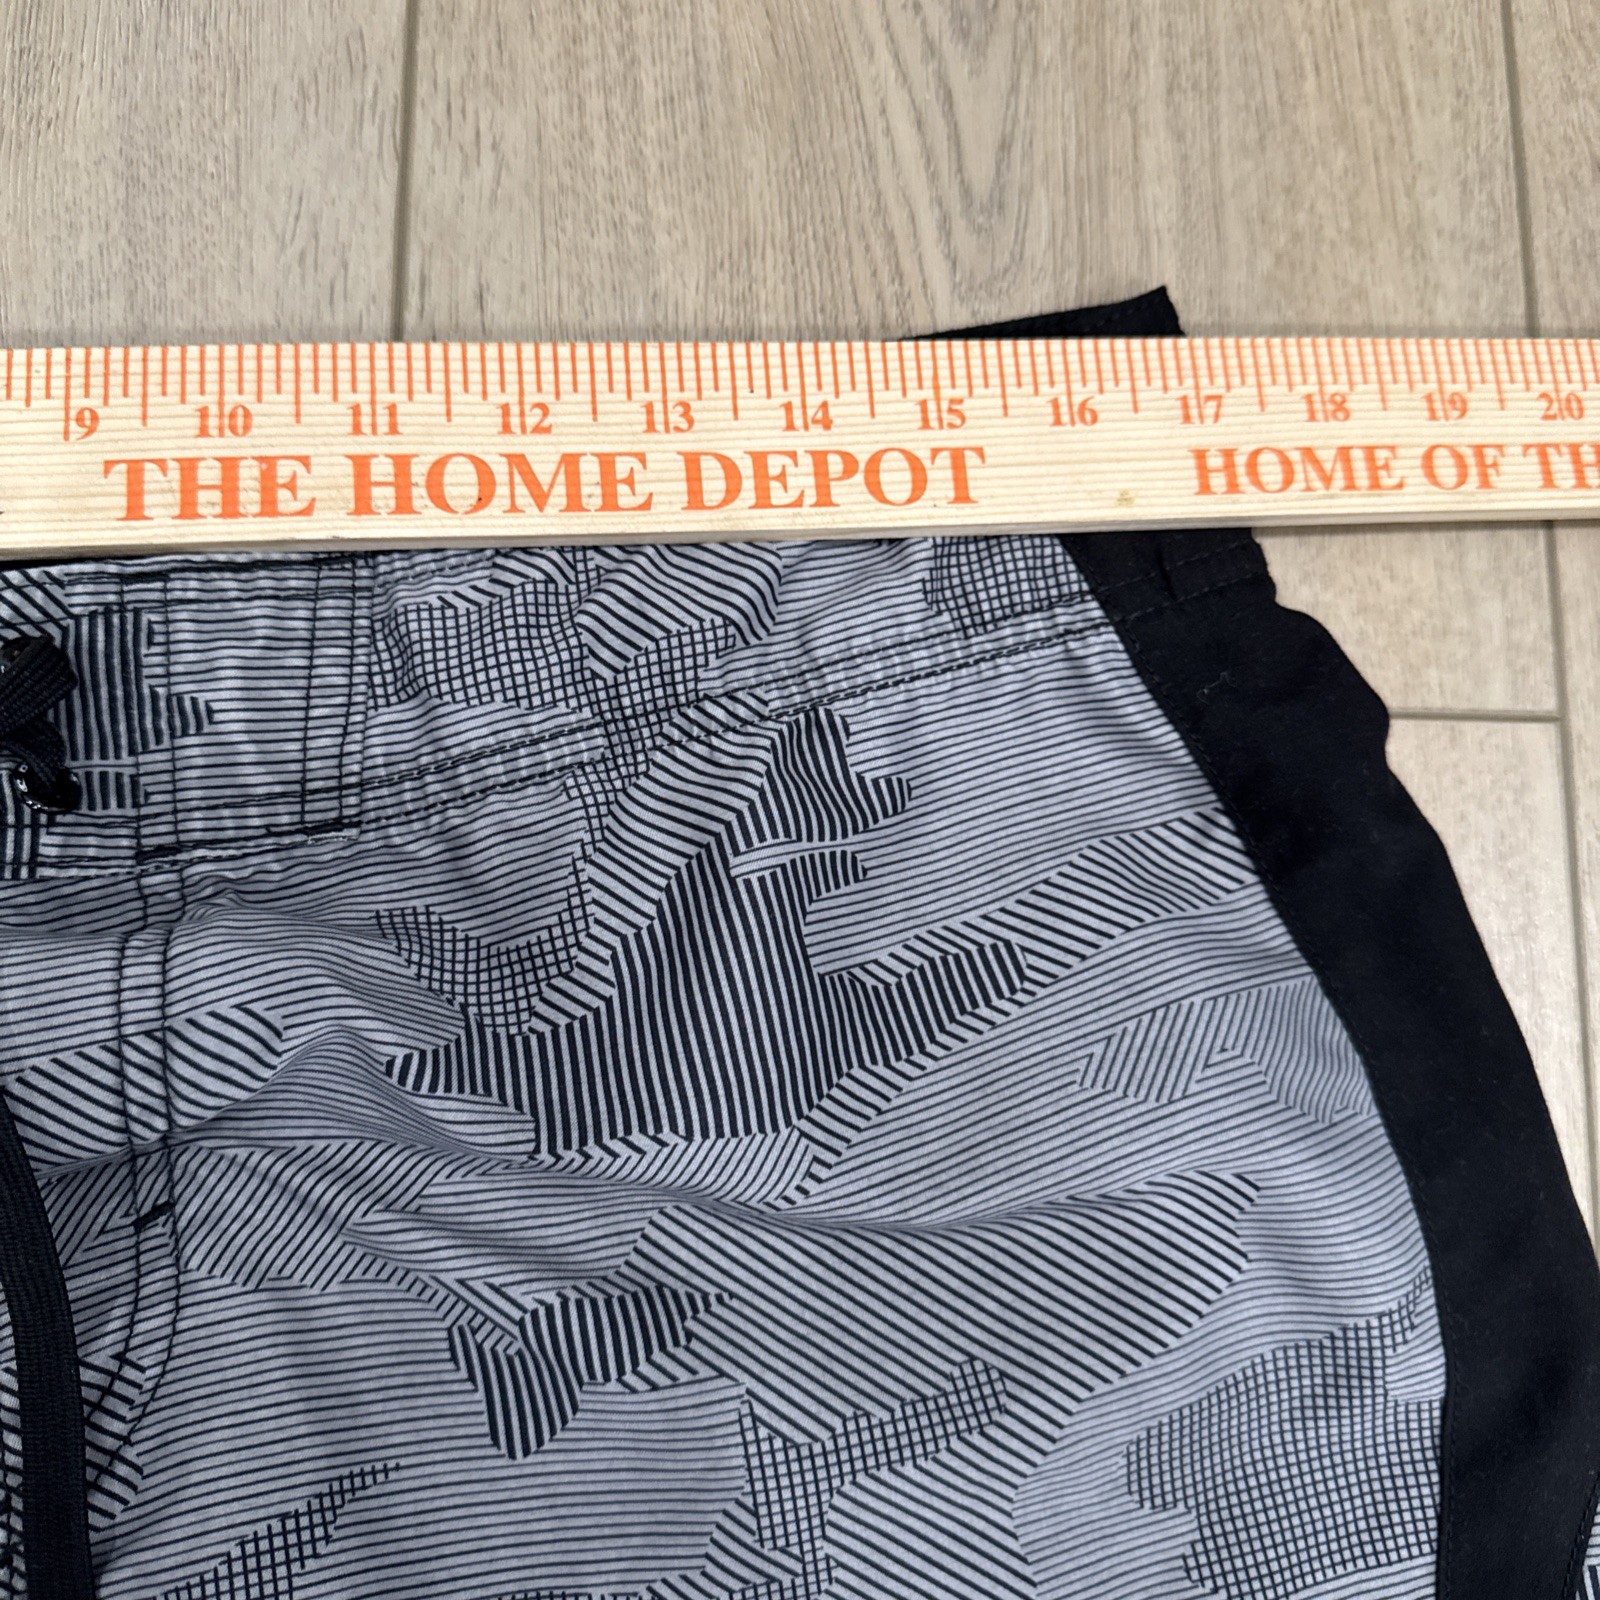 9 10 11 12 13 14 15 16 17 18 19 20
THE HOME DEPOT HOME OF TH